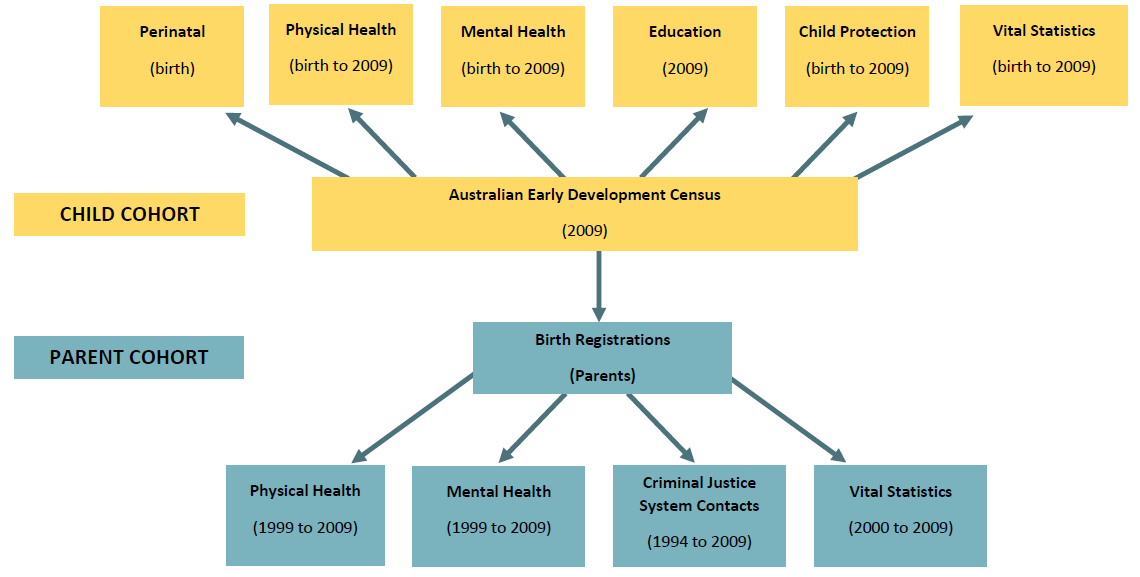 Perinatal
(birth)
Physical Health
(birth to 2009)
Mental Health
(birth to 2009)
Education
(2009)
Child Protection
(birth to 2009)
Vital Statistics
(birth to 2009)
CHILD COHORT
Australian Early Development Census
(2009)
PARENT COHORT
Birth Registrations
(Parents)
Physical Health
(1999 to 2009)
Mental Health
(1999 to 2009)
Criminal Justice
System Contacts
(1994 to 2009)
Vital Statistics
(2000 to 2009)